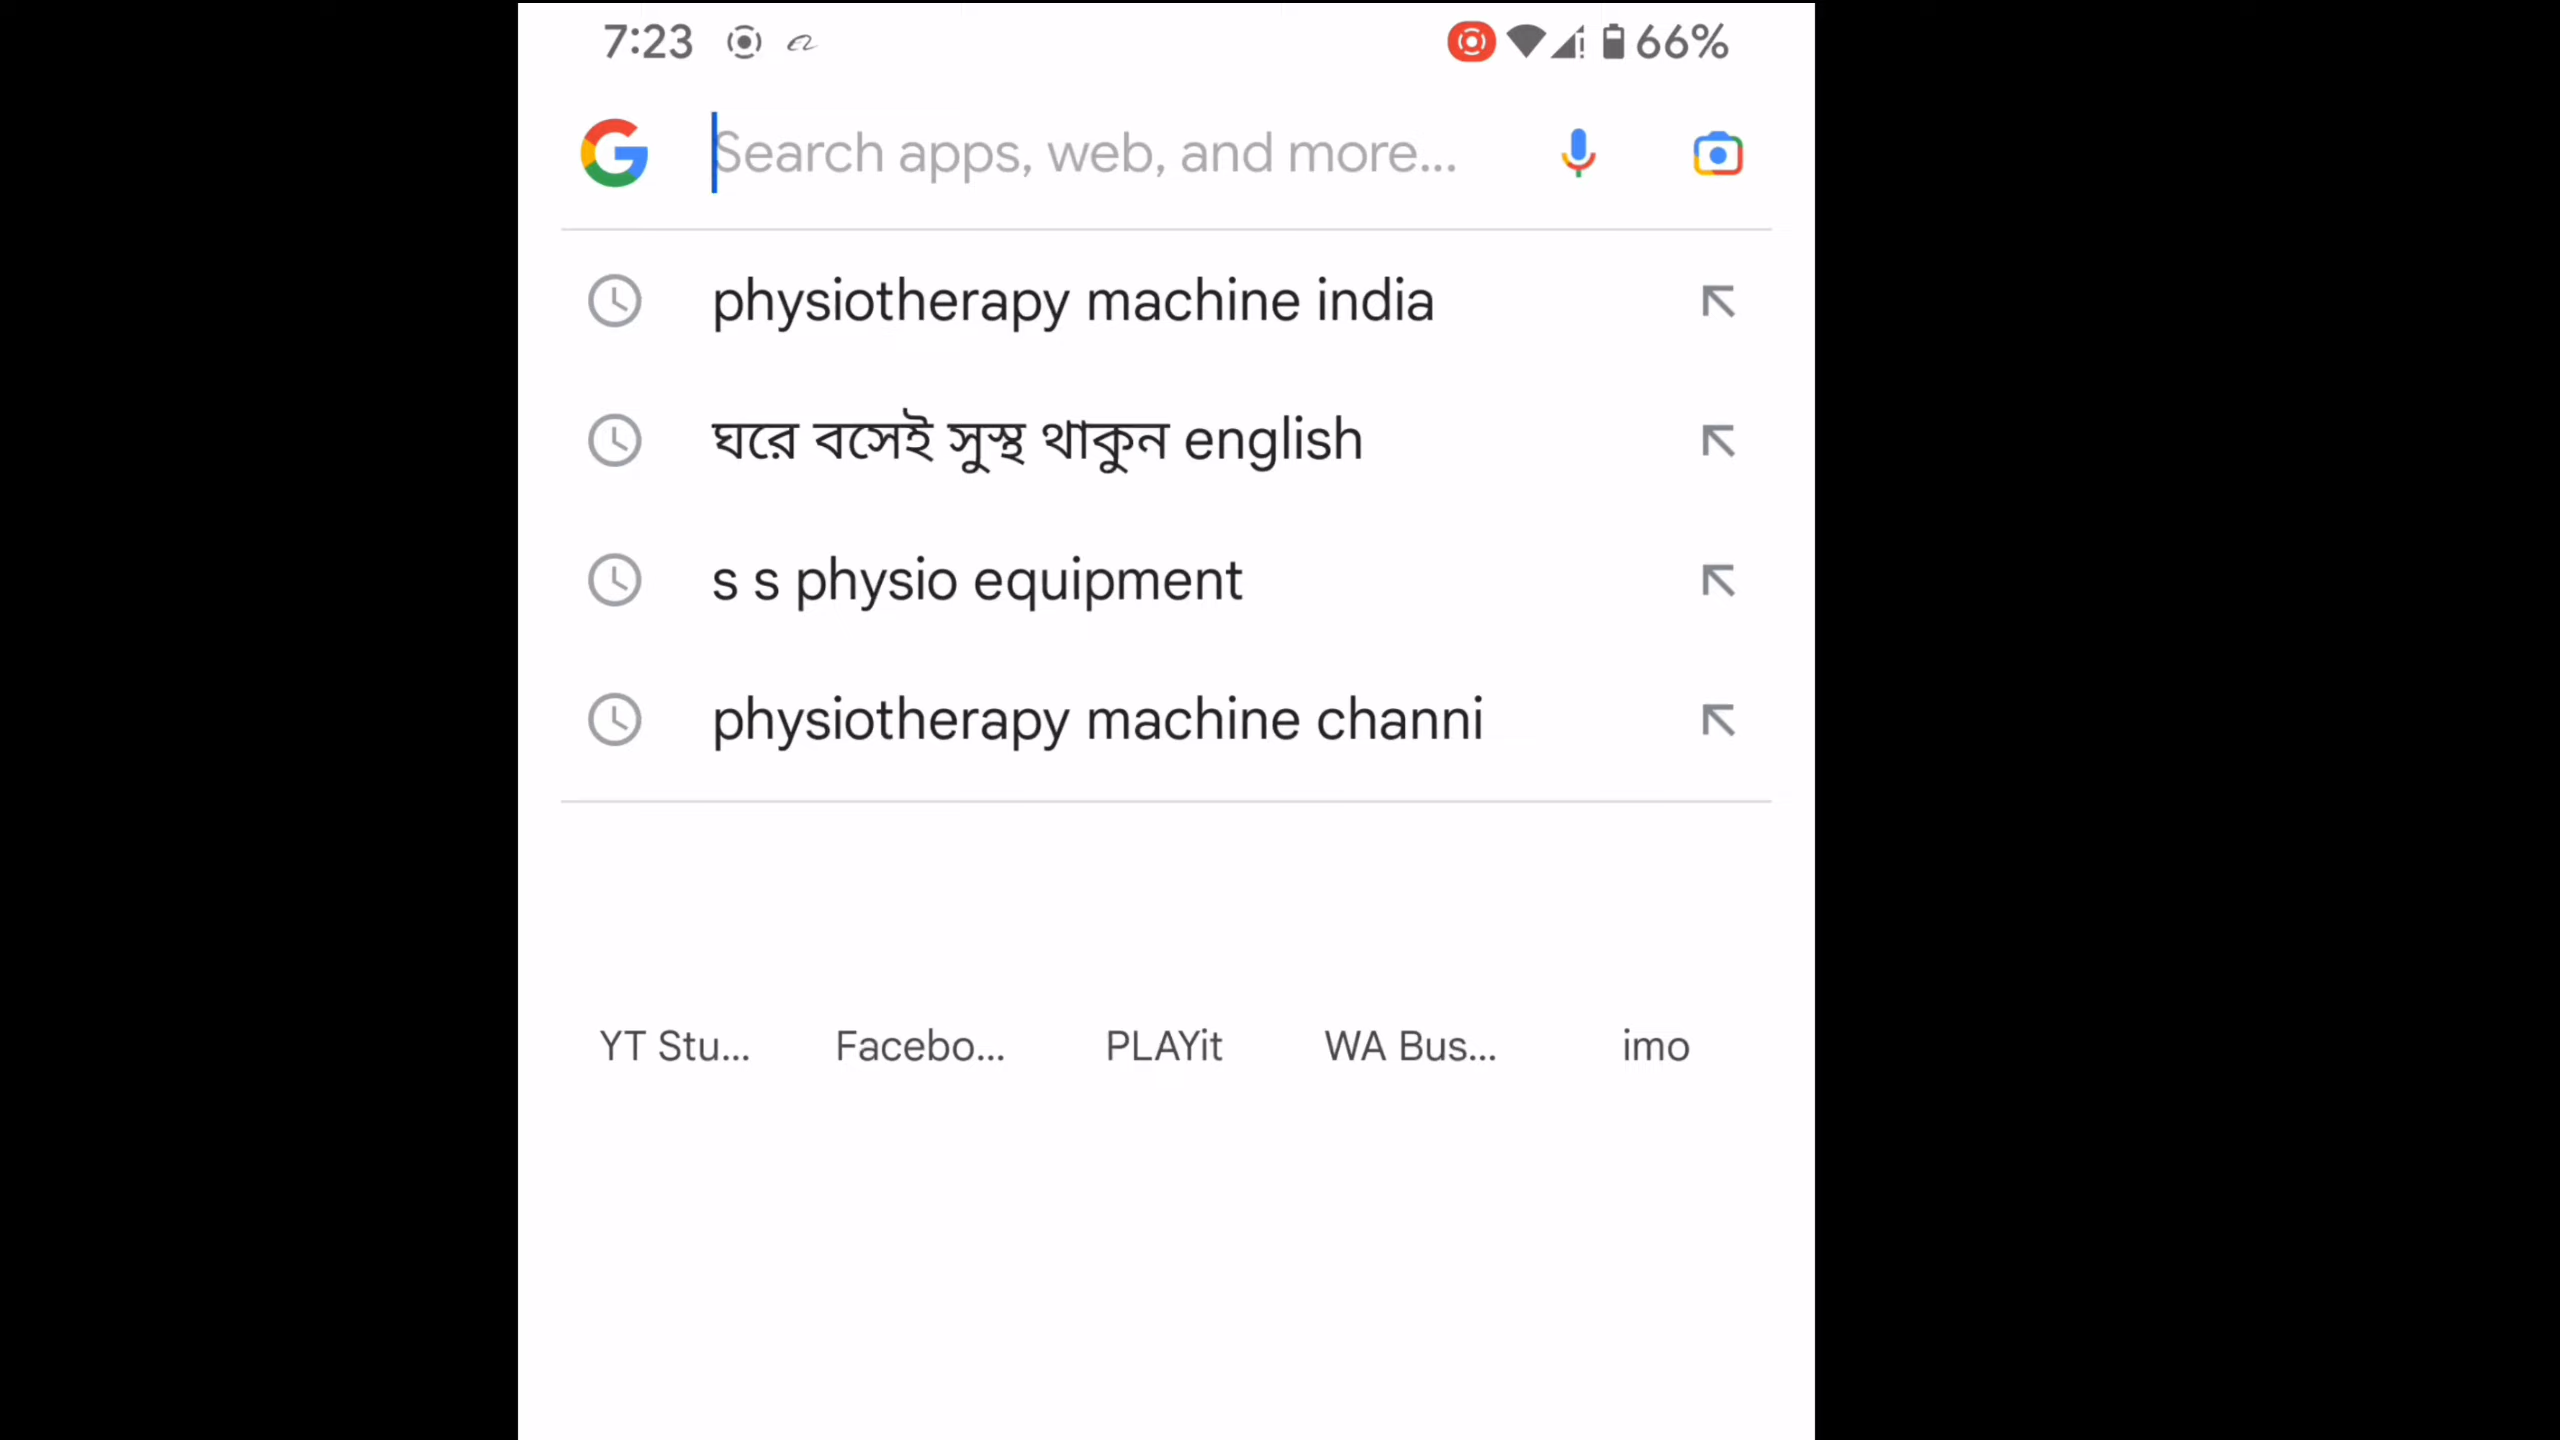 7:23
66%
Search apps, web, and more...
physiotherapy machine india
ঘরে বসেই সুস্থ থাকুন english
s s physio equipment
physiotherapy machine channi
YT Stu... Facebo... PLAYit WA Bus... imo